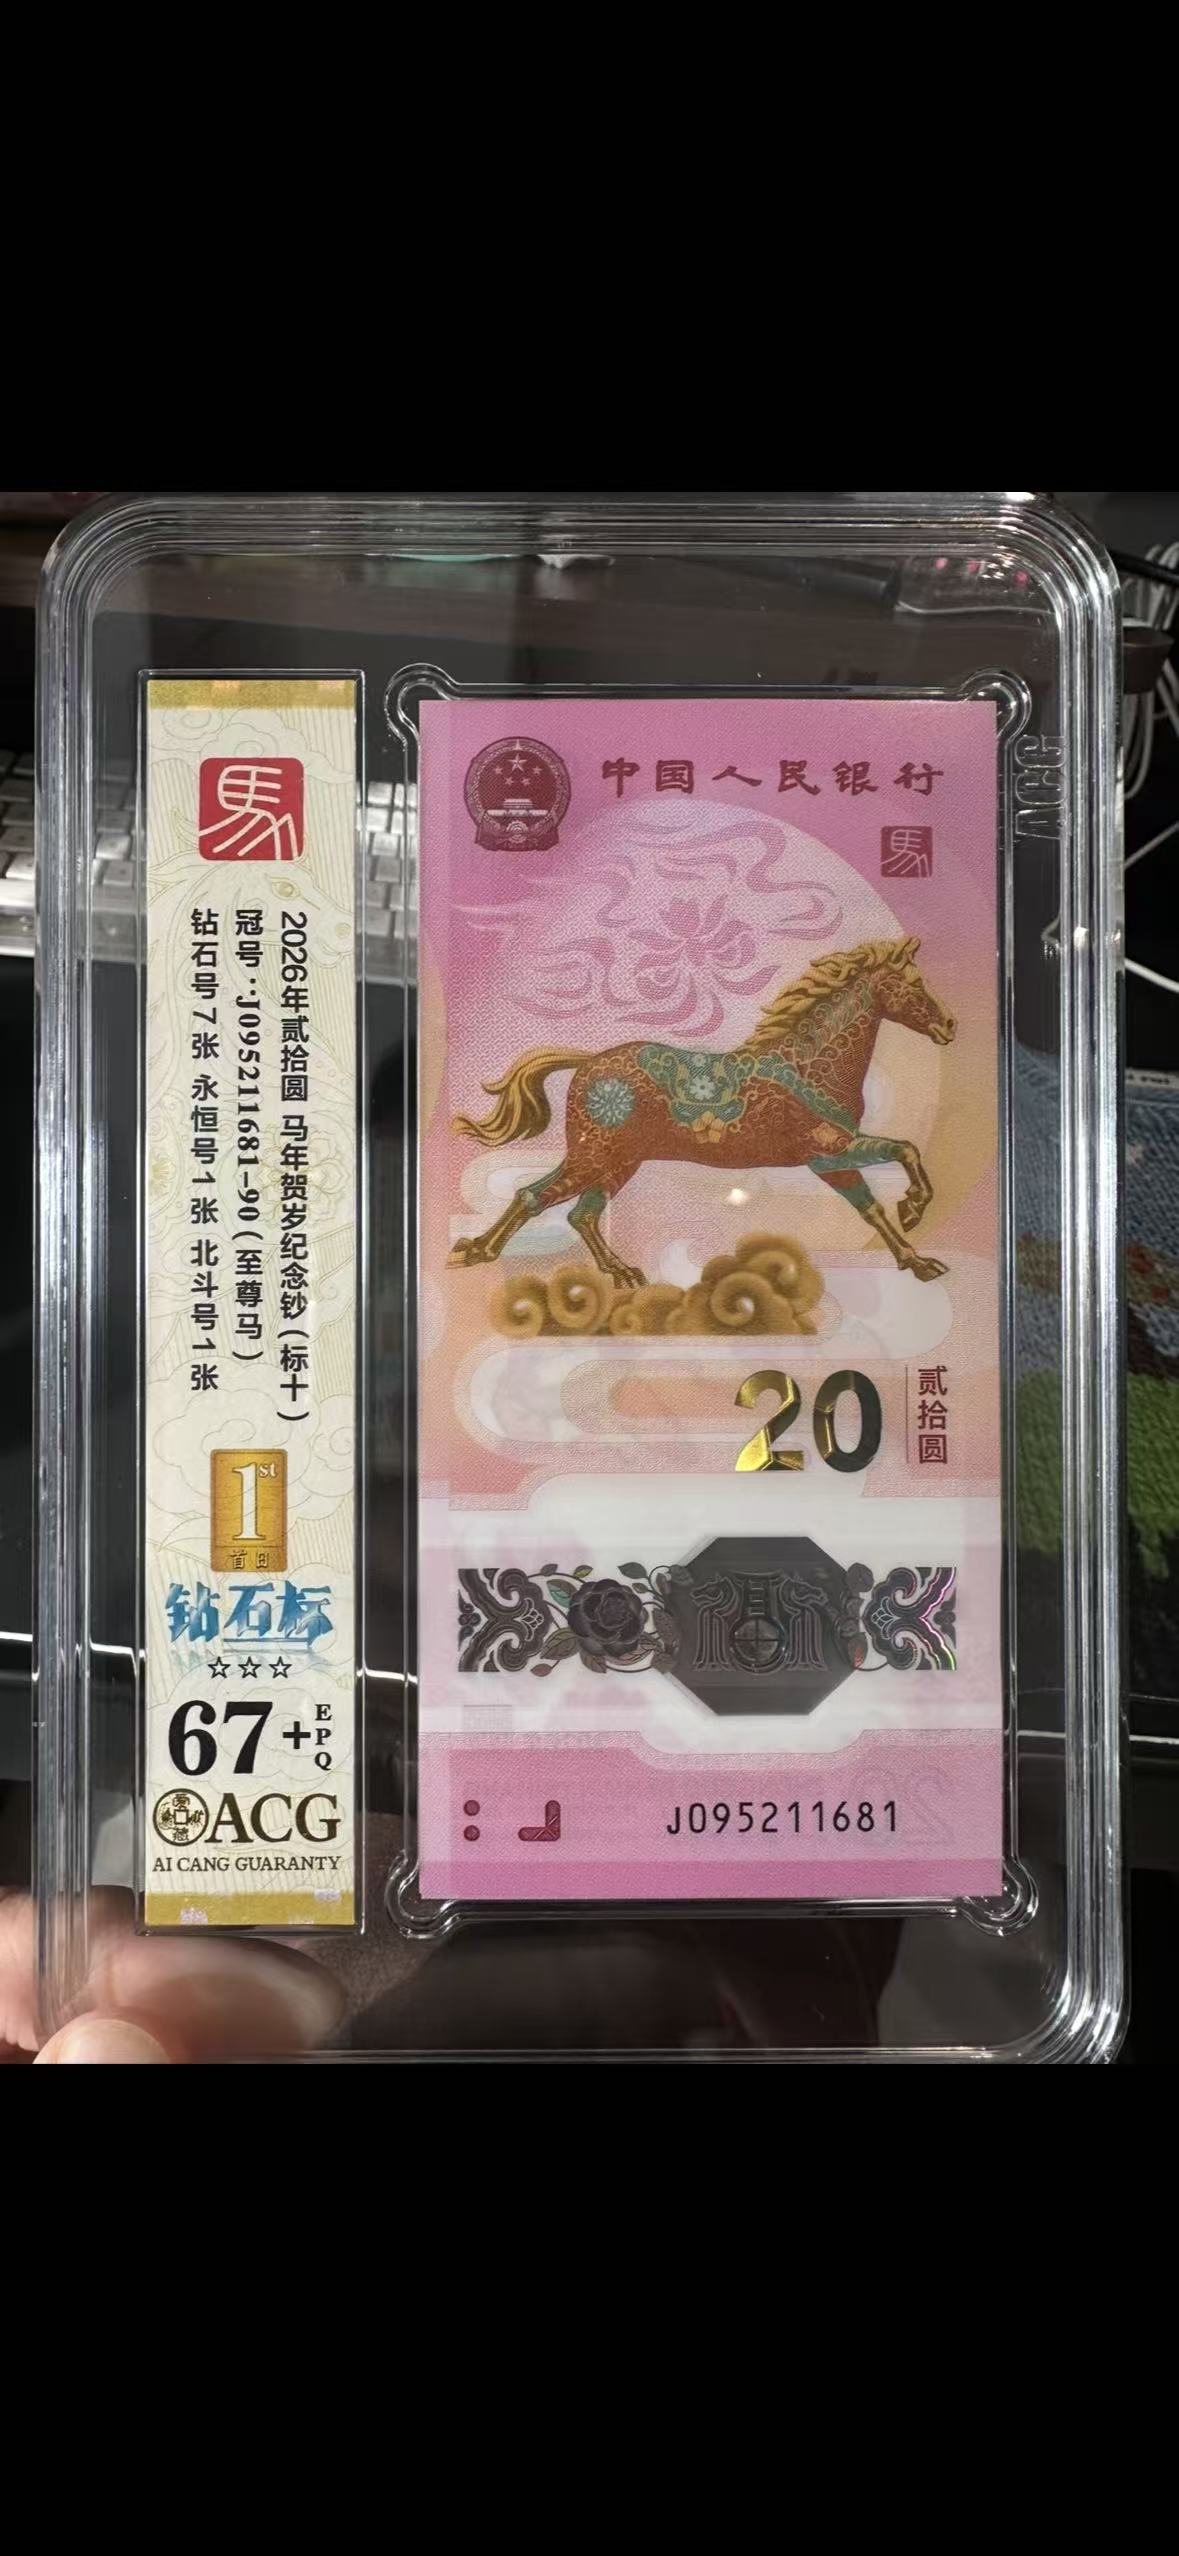 馬
2026年贰拾圆 马年贺岁纪念钞(标十)
冠号:J095211681-90(至尊马)
钻石号7张 永恒号1张 北斗号1张
1st
首日
钻石标
☆☆☆
67+EPQ
ACG
AI CANG GUARANTY
中国人民银行
馬
20
贰拾圆
J095211681
ACG